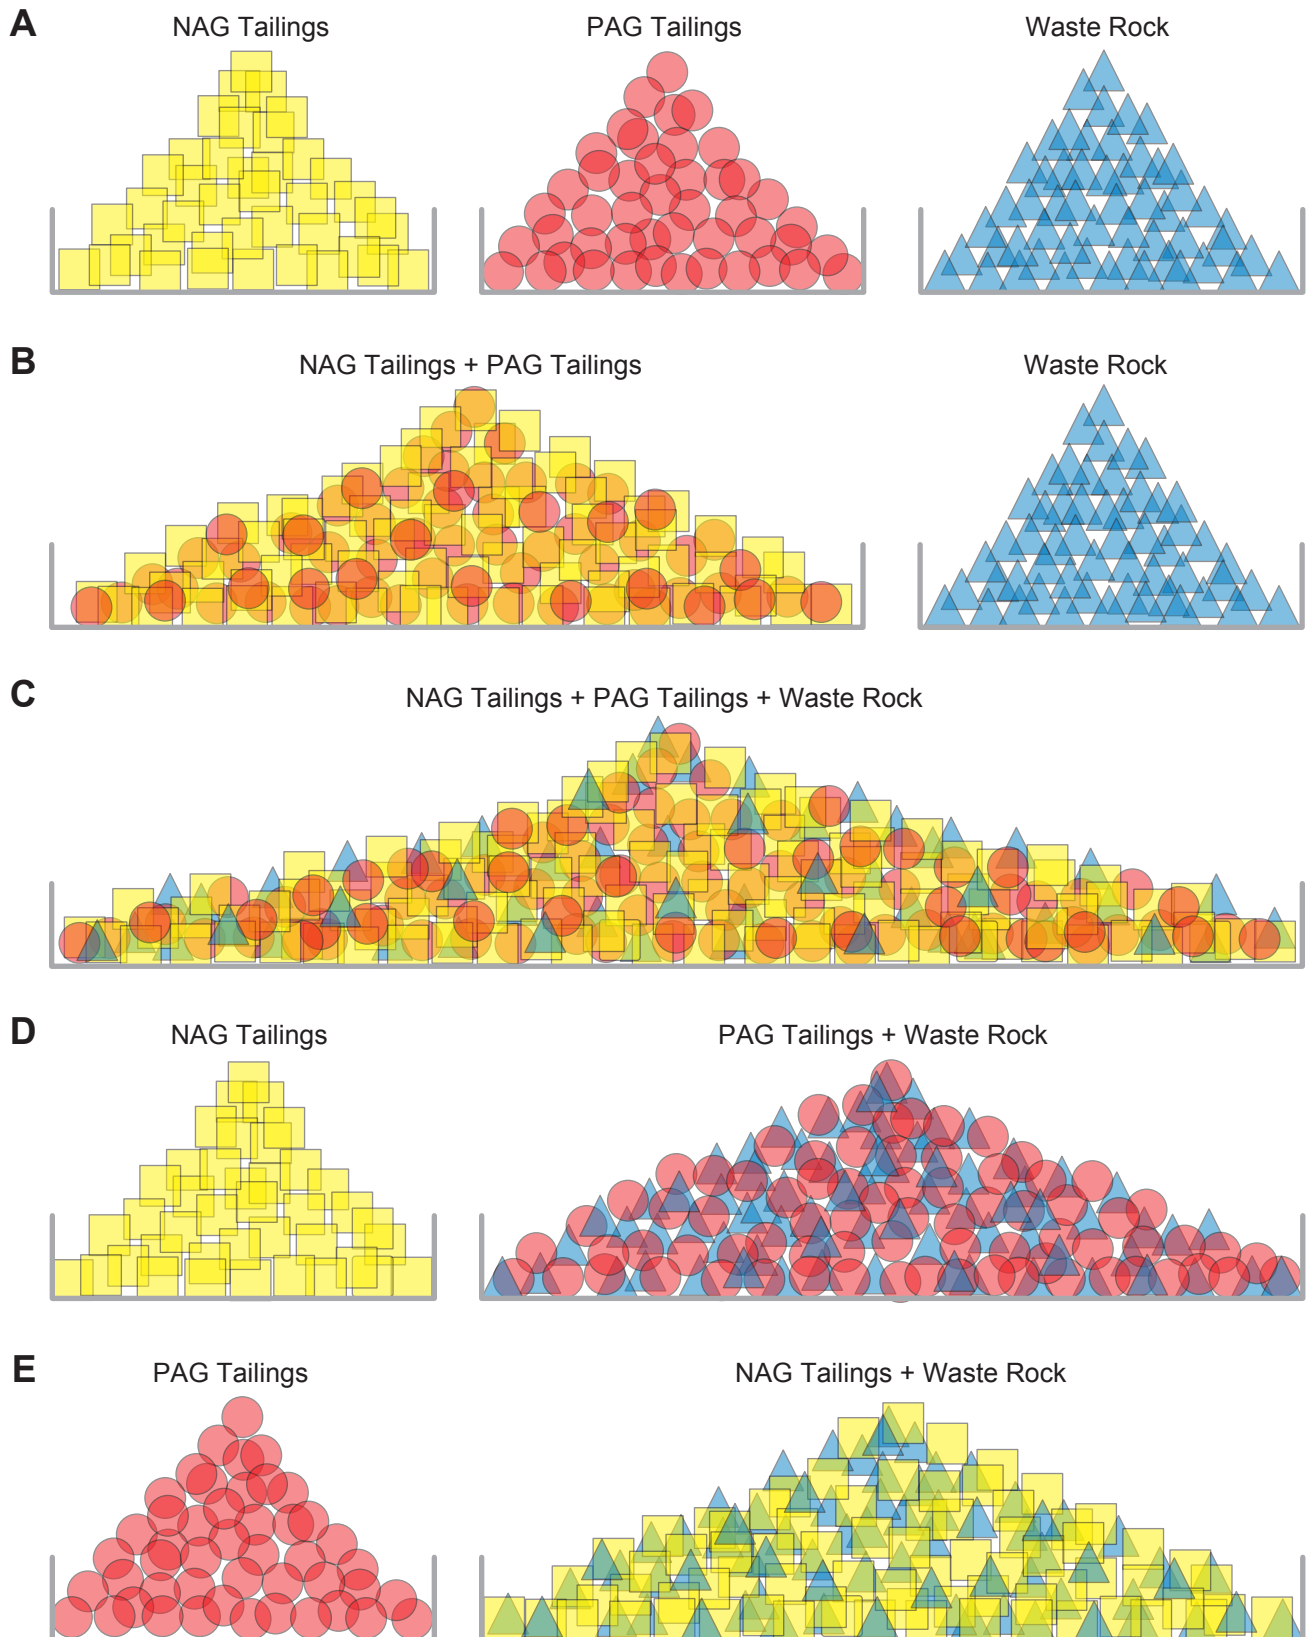 A
NAG Tailings
PAG Tailings
Waste Rock
B
NAG Tailings + PAG Tailings
Waste Rock
C
NAG Tailings + PAG Tailings + Waste Rock
D
NAG Tailings
PAG Tailings + Waste Rock
E
PAG Tailings
NAG Tailings + Waste Rock